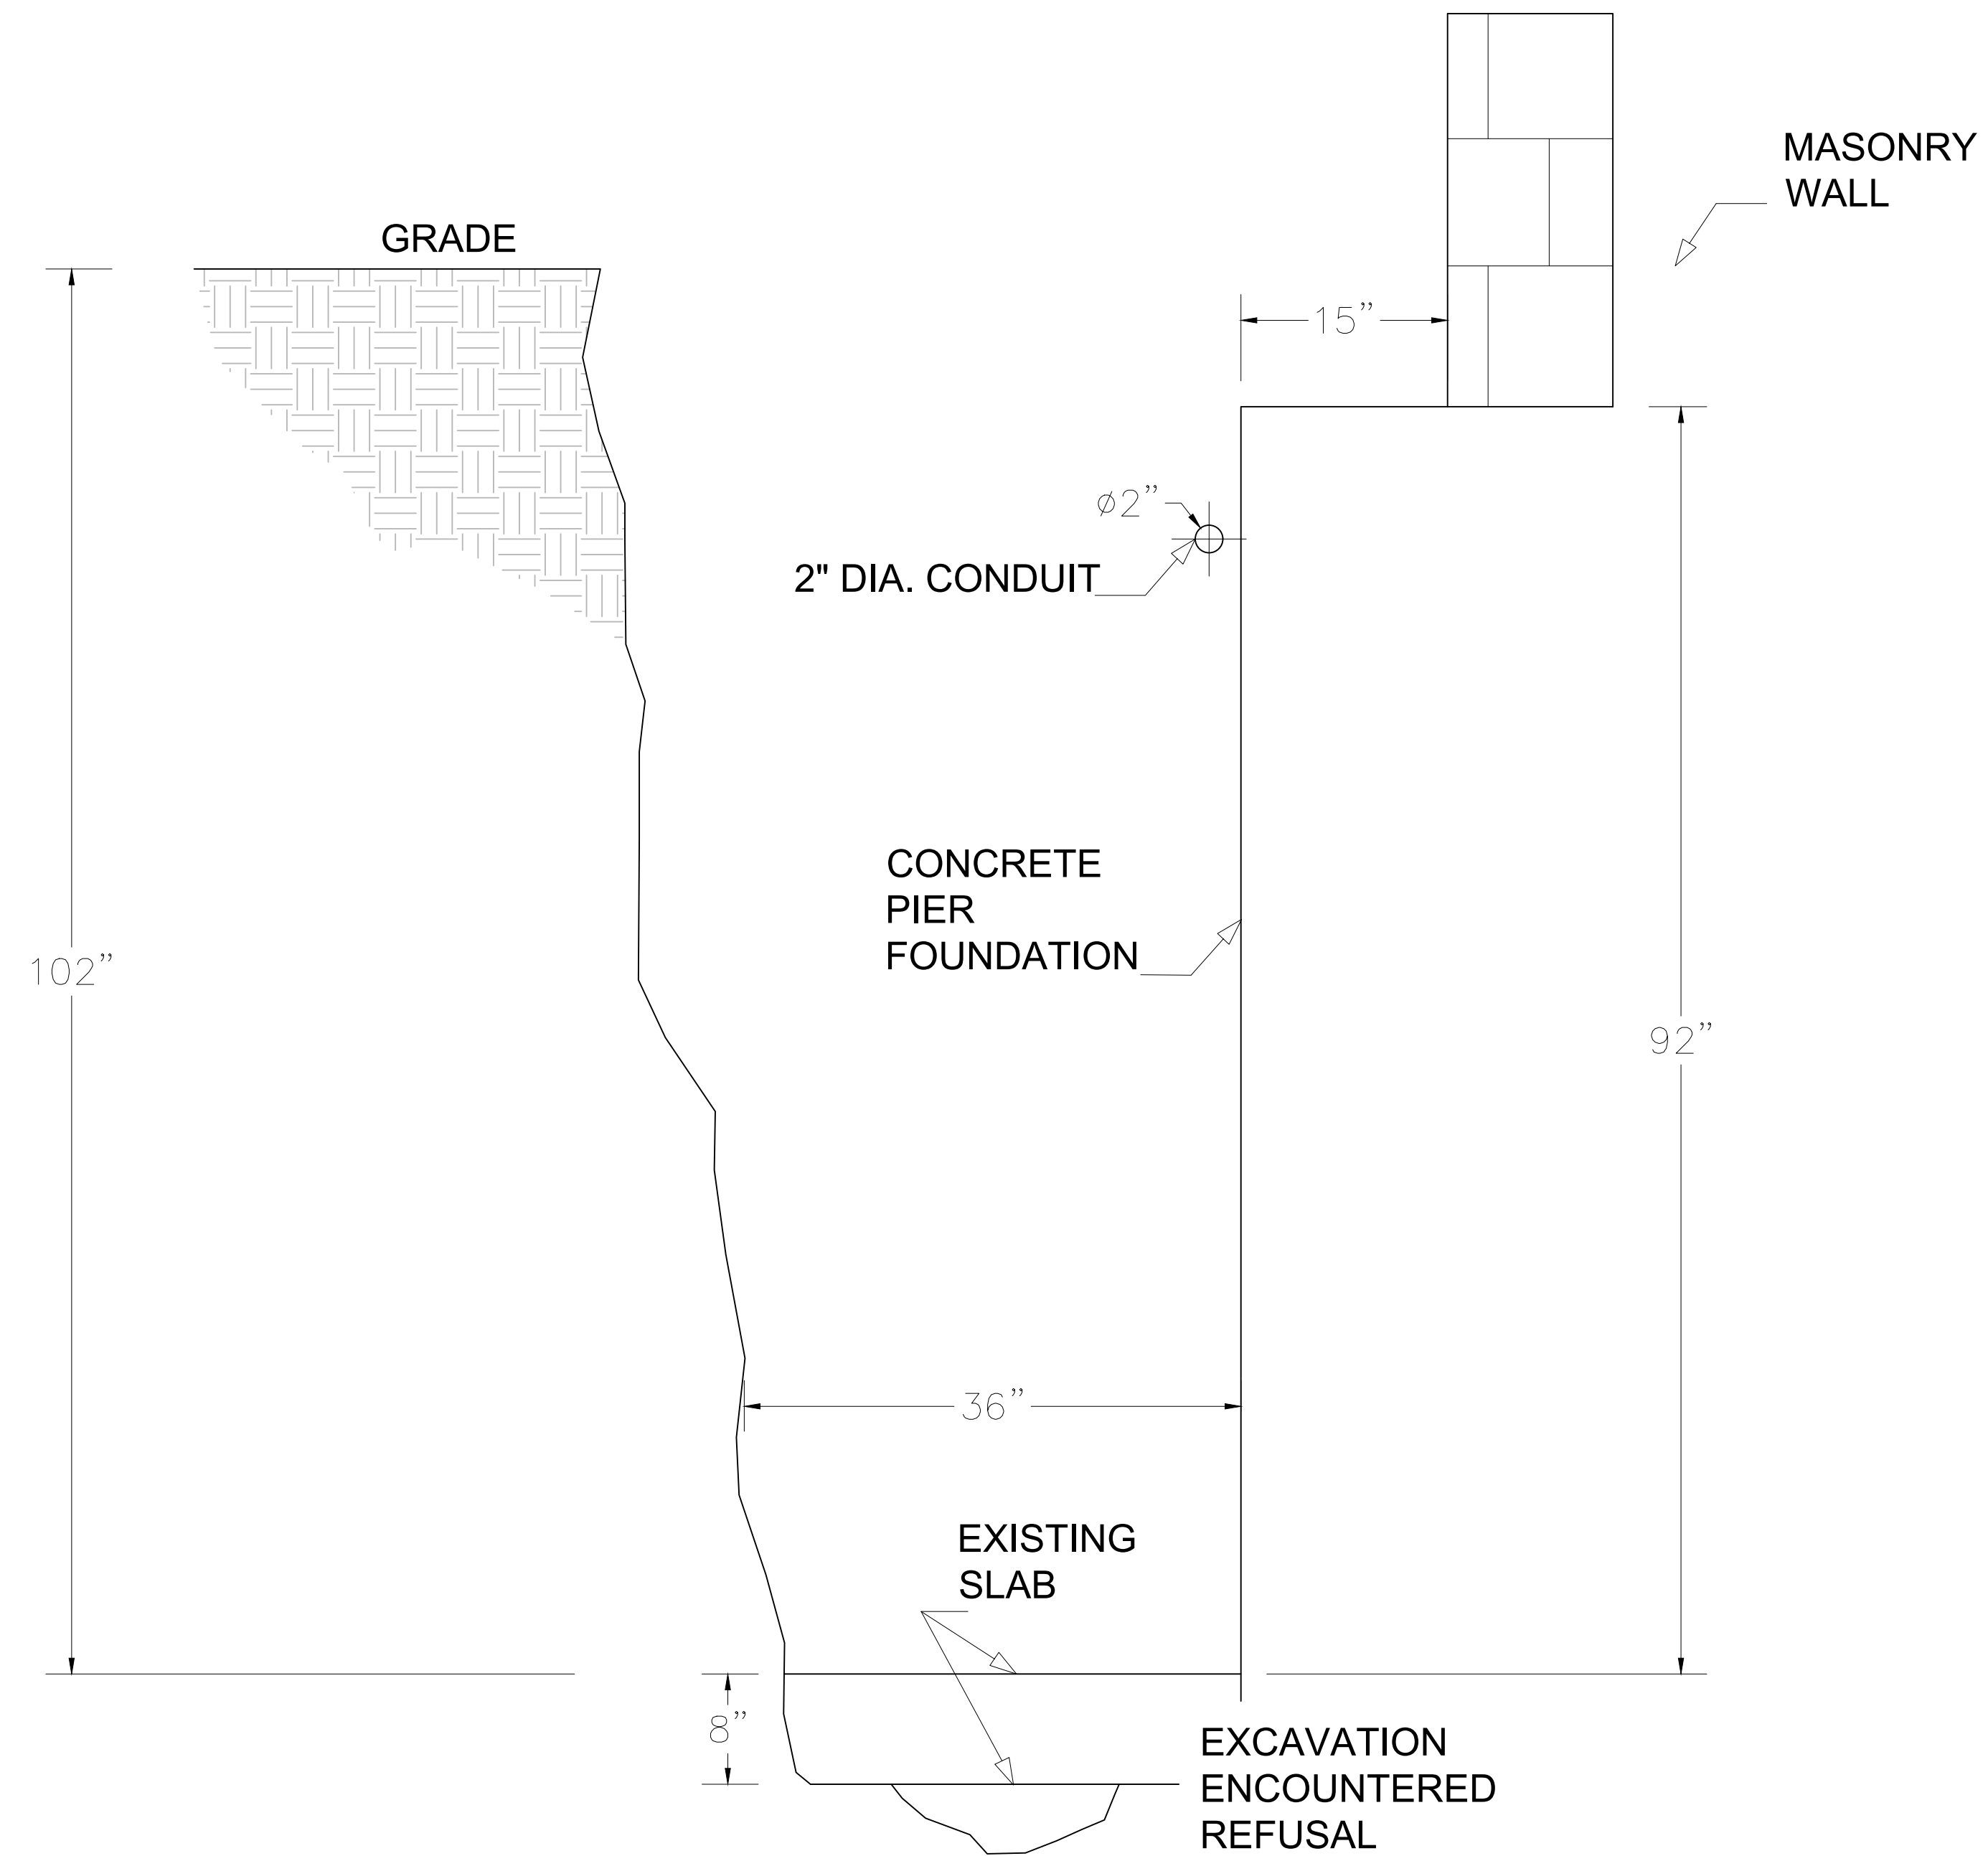 MASONRY
WALL
GRADE
15”
ø2”
2" DIA. CONDUIT
CONCRETE
PIER
FOUNDATION
102”
92”
36”
EXISTING
SLAB
8”
EXCAVATION
ENCOUNTERED
REFUSAL